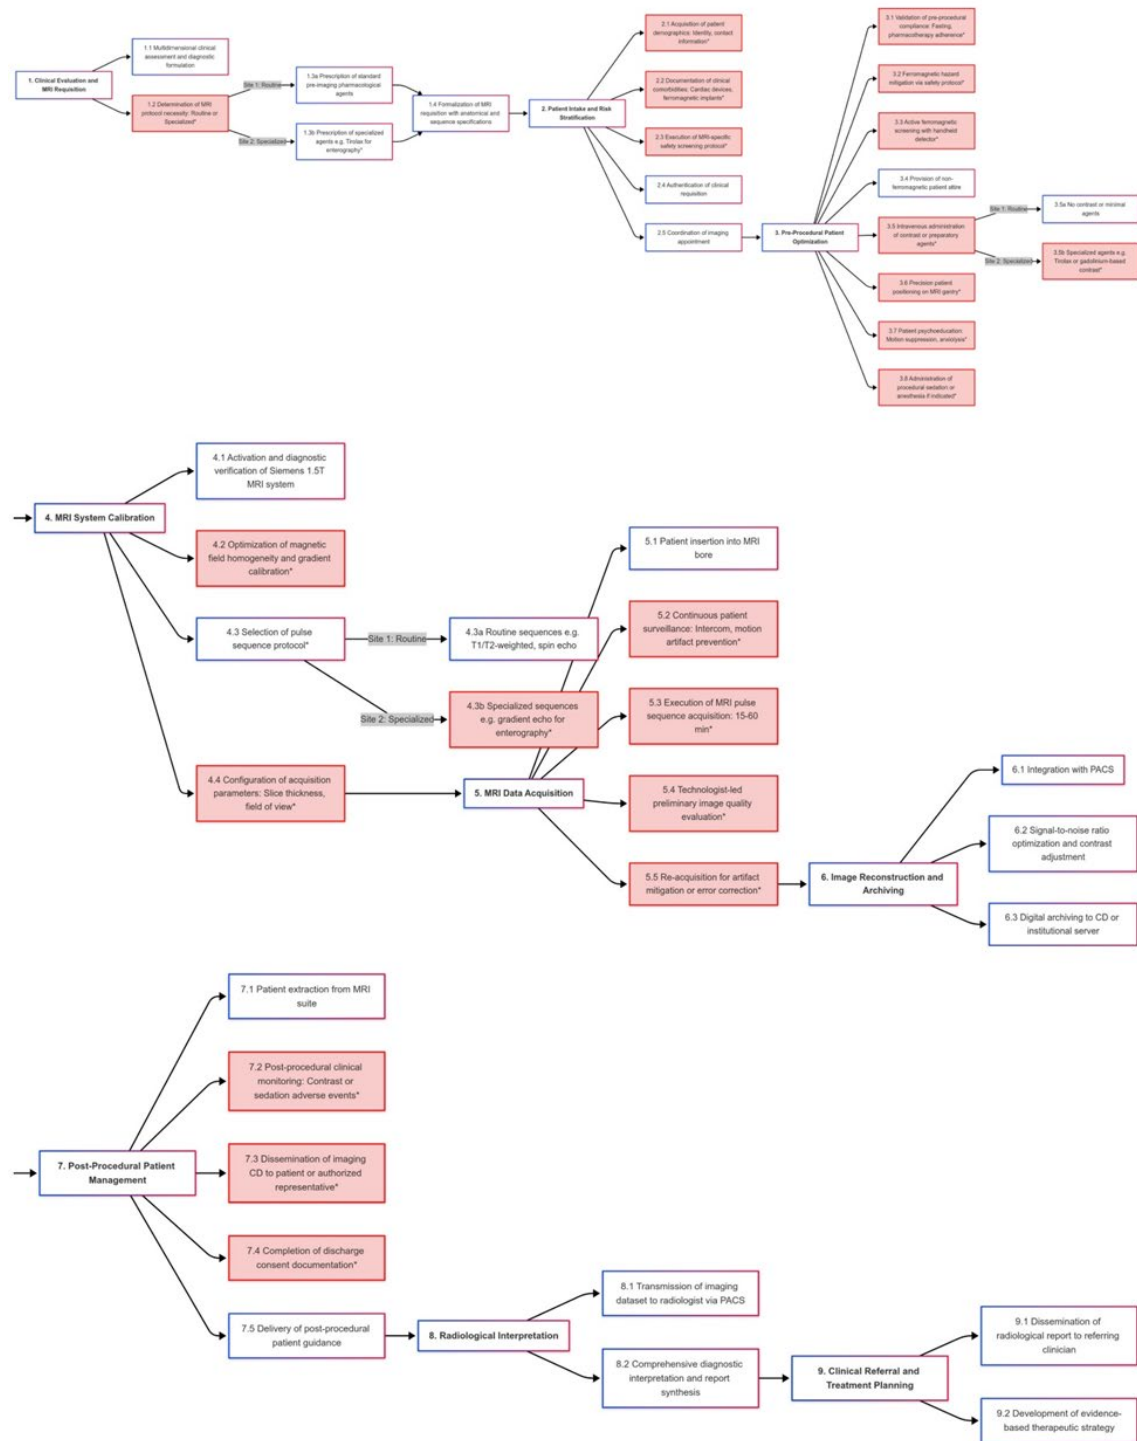 1. Clinical Evaluation and
MRI Requisition
1.1 Multidimensional clinical
assessment and diagnostic
formulation
1.2 Determination of MRI
protocol necessity: Routine or
Specialized*
Site 1: Routine
Site 2: Specialized
1.3a Prescription of standard
pre-imaging pharmacological
agents
1.3b Prescription of specialized
agents e.g. Tirolax for
enterography*
1.4 Formalization of MRI
requisition with anatomical and
sequence specifications
2. Patient Intake and Risk
Stratification
2.1 Acquisition of patient
demographics: Identity, contact
information*
2.2 Documentation of clinical
comorbidities: Cardiac devices,
ferromagnetic implants*
2.3 Execution of MRI-specific
safety screening protocol*
2.4 Authentication of clinical
requisition
2.5 Coordination of imaging
appointment
3. Pre-Procedural Patient
Optimization
3.1 Validation of pre-procedural
compliance: Fasting,
pharmacotherapy adherence*
3.2 Ferromagnetic hazard
mitigation via safety protocol*
3.3 Active ferromagnetic
screening with handheld
detector*
3.4 Provision of non-
ferromagnetic patient attire
3.5 Intravenous administration
of contrast or preparatory
agents*
Site 1: Routine
Site 2: Specialized
3.5a No contrast or minimal
agents
3.5b Specialized agents e.g.
Tirolax or gadolinium-based
contrast*
3.6 Precision patient
positioning on MRI gantry*
3.7 Patient psychoeducation:
Motion suppression, anxiolysis*
3.8 Administration of
procedural sedation or
anesthesia if indicated*
4. MRI System Calibration
4.1 Activation and diagnostic
verification of Siemens 1.5T
MRI system
4.2 Optimization of magnetic
field homogeneity and gradient
calibration*
4.3 Selection of pulse
sequence protocol*
Site 1: Routine
Site 2: Specialized
4.3a Routine sequences e.g.
T1/T2-weighted, spin echo
4.3b Specialized sequences
e.g. gradient echo for
enterography*
4.4 Configuration of acquisition
parameters: Slice thickness,
field of view*
5. MRI Data Acquisition
5.1 Patient insertion into MRI
bore
5.2 Continuous patient
surveillance: Intercom, motion
artifact prevention*
5.3 Execution of MRI pulse
sequence acquisition: 15-60
min*
5.4 Technologist-led
preliminary image quality
evaluation*
5.5 Re-acquisition for artifact
mitigation or error correction*
6. Image Reconstruction and
Archiving
6.1 Integration with PACS
6.2 Signal-to-noise ratio
optimization and contrast
adjustment
6.3 Digital archiving to CD or
institutional server
7. Post-Procedural Patient
Management
7.1 Patient extraction from MRI
suite
7.2 Post-procedural clinical
monitoring: Contrast or
sedation adverse events*
7.3 Dissemination of imaging
CD to patient or authorized
representative*
7.4 Completion of discharge
consent documentation*
7.5 Delivery of post-procedural
patient guidance
8. Radiological Interpretation
8.1 Transmission of imaging
dataset to radiologist via PACS
8.2 Comprehensive diagnostic
interpretation and report
synthesis
9. Clinical Referral and
Treatment Planning
9.1 Dissemination of
radiological report to referring
clinician
9.2 Development of evidence-
based therapeutic strategy